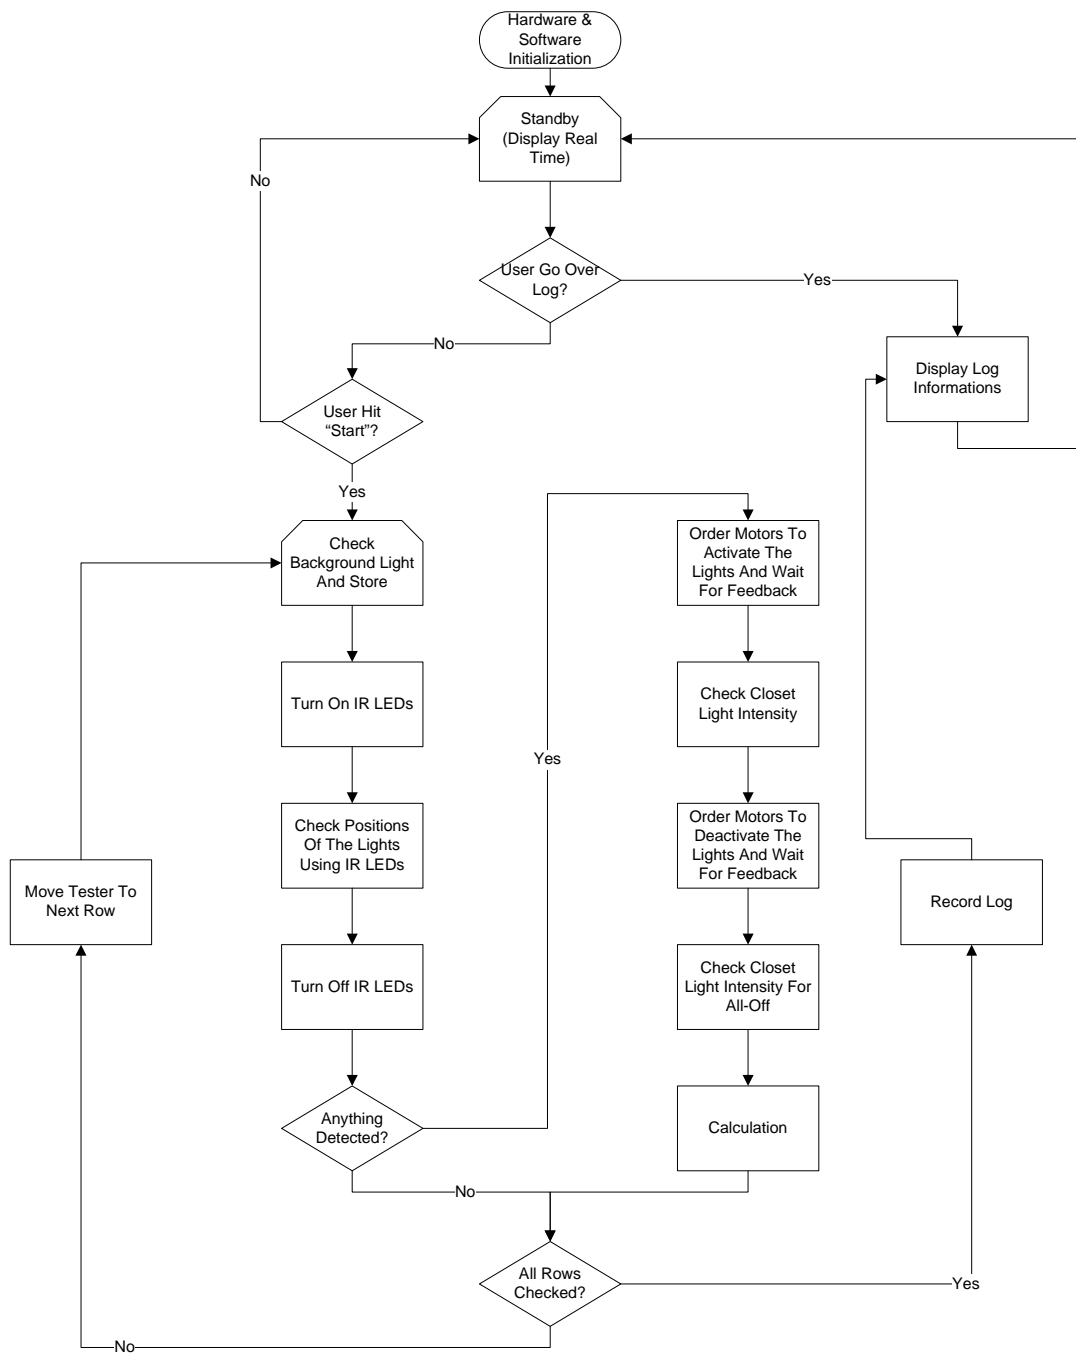 Hardware &
Software
Initialization
Standby
(Display Real
Time)
No
User Go Over
Log?
Yes
No
Display Log
Informations
User Hit
“Start”?
Yes
Check
Background Light
And Store
Order Motors To
Activate The
Lights And Wait
For Feedback
Turn On IR LEDs
Check Closet
Light Intensity
Yes
Check Positions
Of The Lights
Using IR LEDs
Order Motors To
Deactivate The
Lights And Wait
For Feedback
Move Tester To
Next Row
Record Log
Turn Off IR LEDs
Check Closet
Light Intensity For
All-Off
Anything
Detected?
Calculation
No
All Rows
Checked?
Yes
No